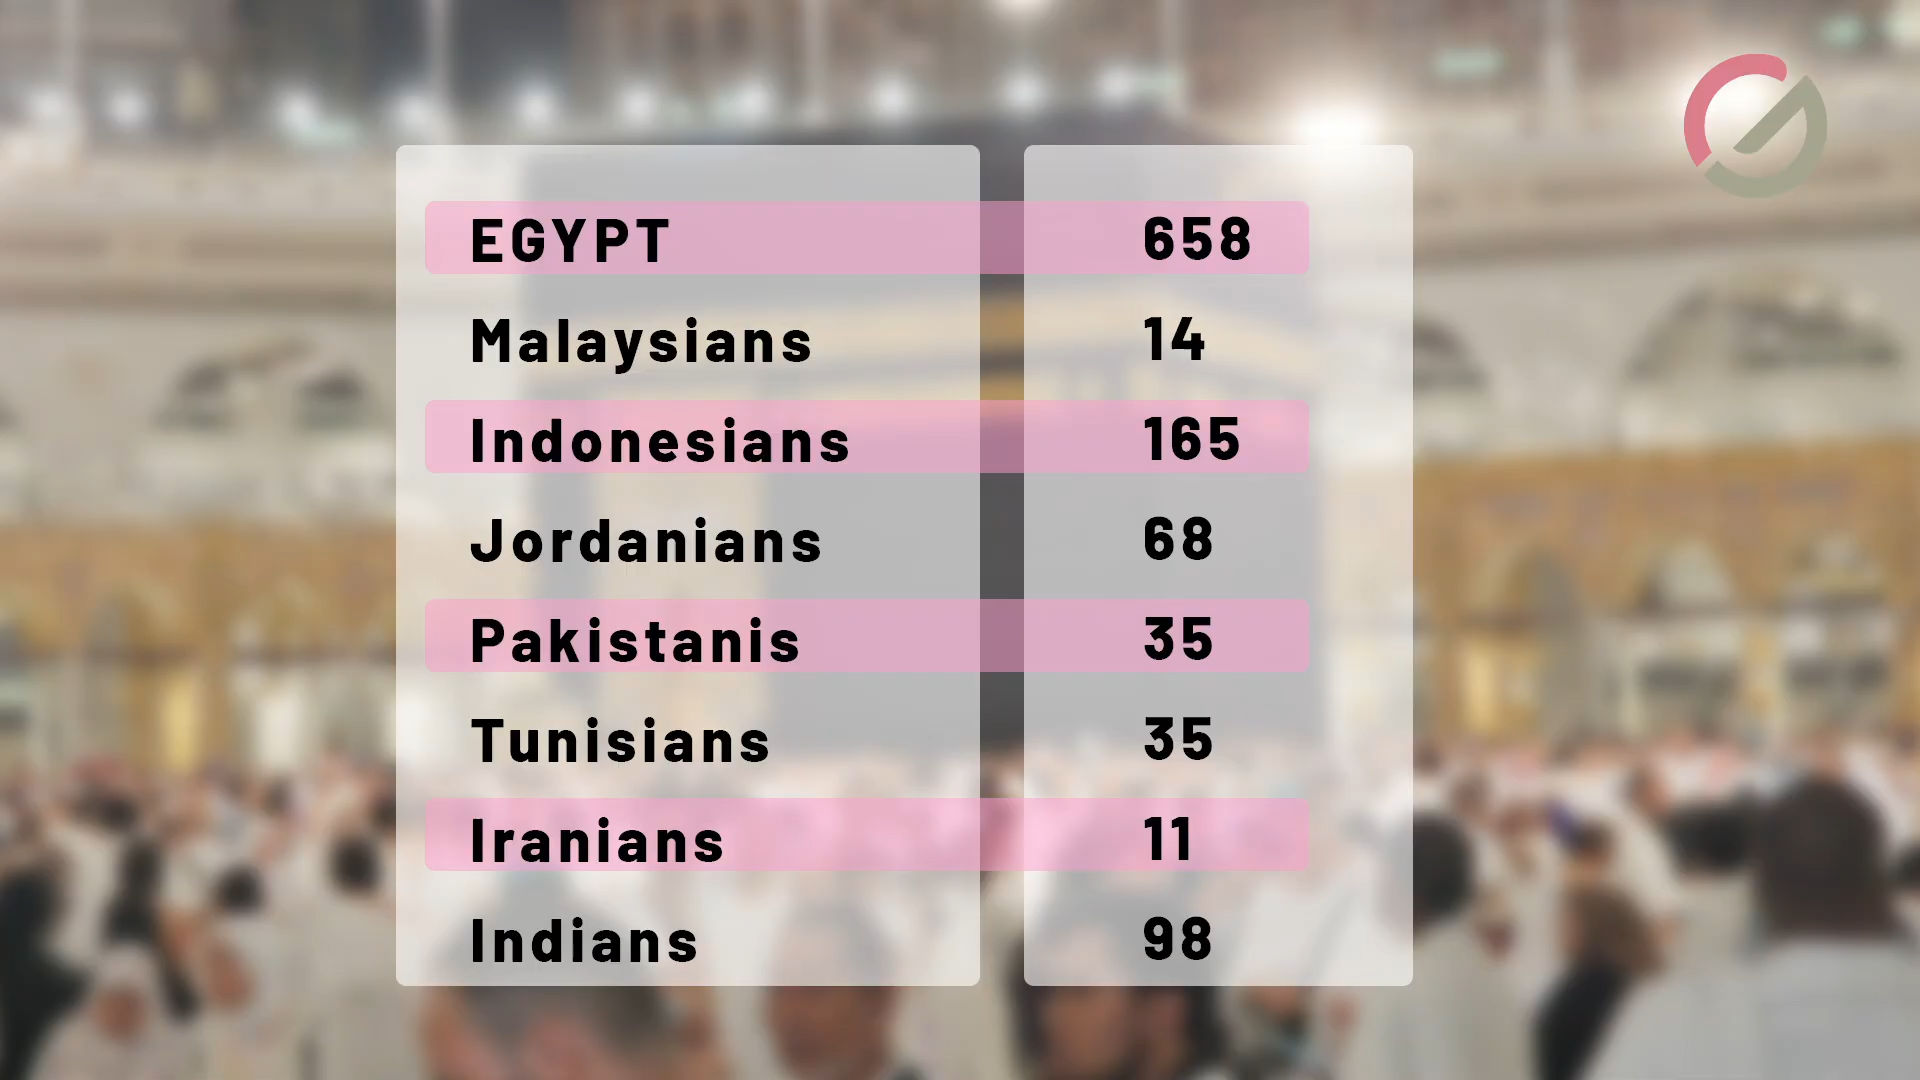 EGYPT 658
Malaysians 14
Indonesians 165
Jordanians 68
Pakistanis 35
Tunisians 35
Iranians 11
Indians 98